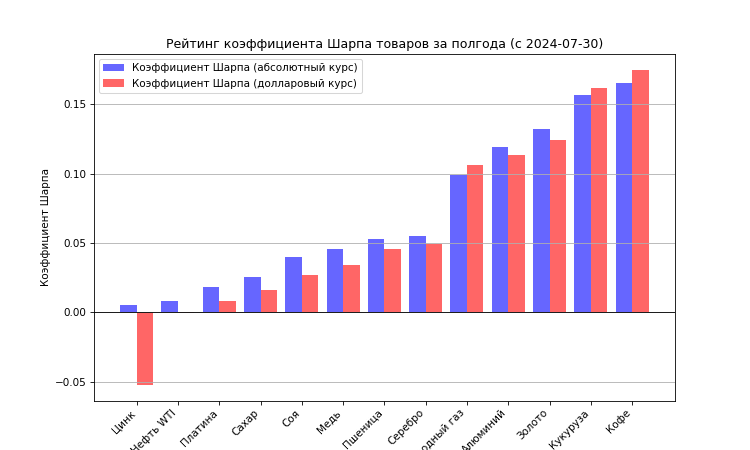 Рейтинг коэффициента Шарпа товаров за полгода (с 2024-07-30)
Коэффициент Шарпа (абсолютный курс)
Коэффициент Шарпа (долларовый курс)
Коэффициент Шарпа
0.15
0.10
0.05
0.00
−0.05
Цинк
Нефть WTI
Платина
Сахар
Соя
Медь
Пшеница
Серебро
газ
Алюминий
Золото
Кукуруза
Кофе